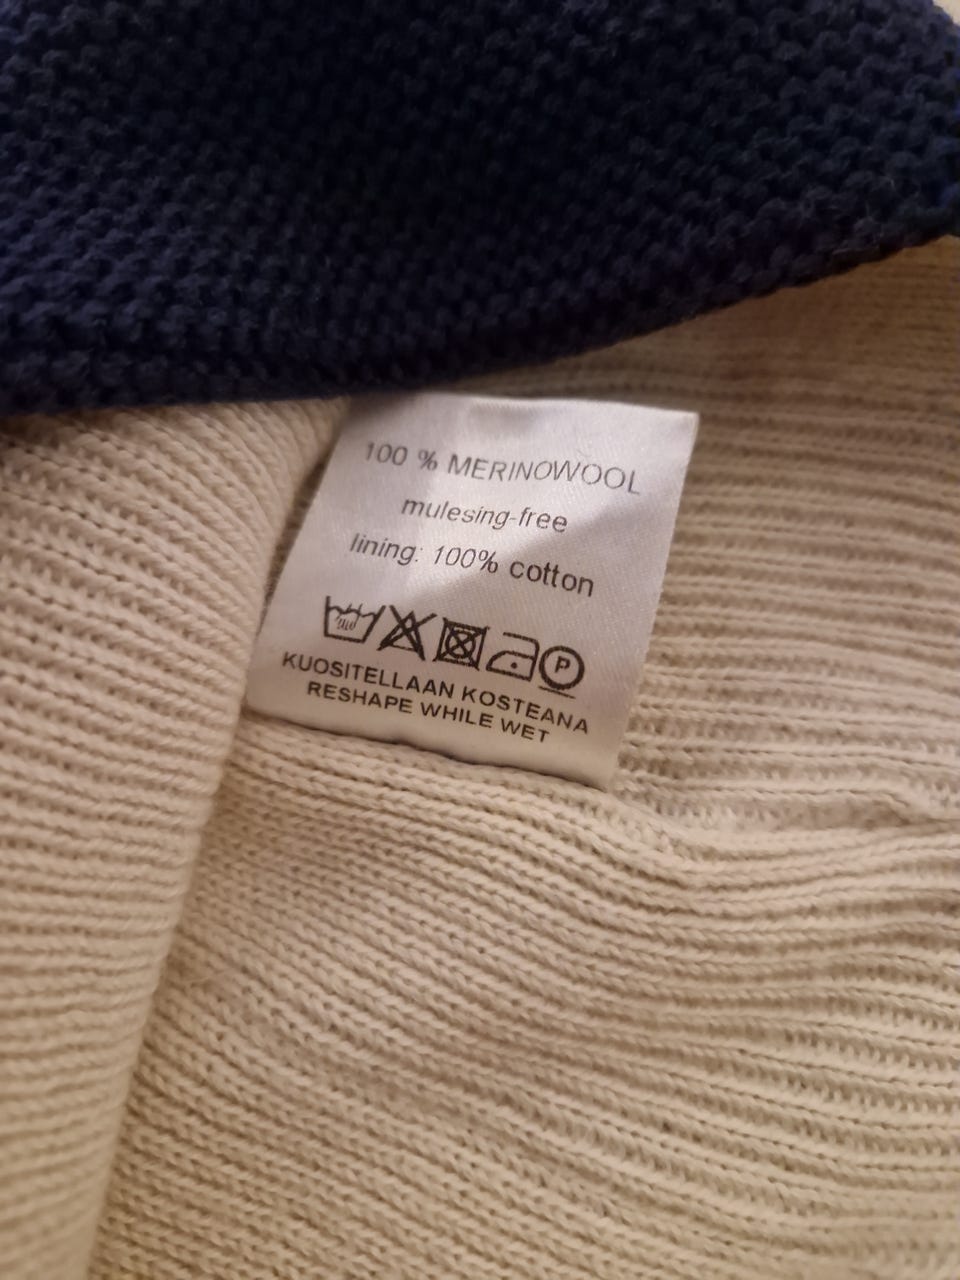 100 % MERINOWOOL
mulesing-free
lining: 100% cotton
P
KUOSITELLAAN KOSTEANA
RESHAPE WHILE WET